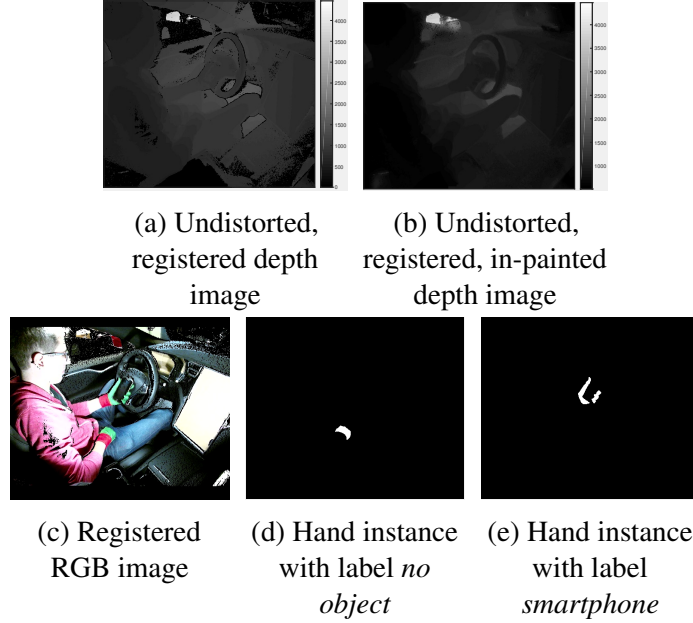 4000
3500
3000
2500
2000
1500
1000
500
0
4000
3500
3000
2500
2000
1500
1000
(a) Undistorted,
registered depth
image
(b) Undistorted,
registered, in-painted
depth image
(c) Registered
RGB image
(d) Hand instance
with label no
object
(e) Hand instance
with label
smartphone